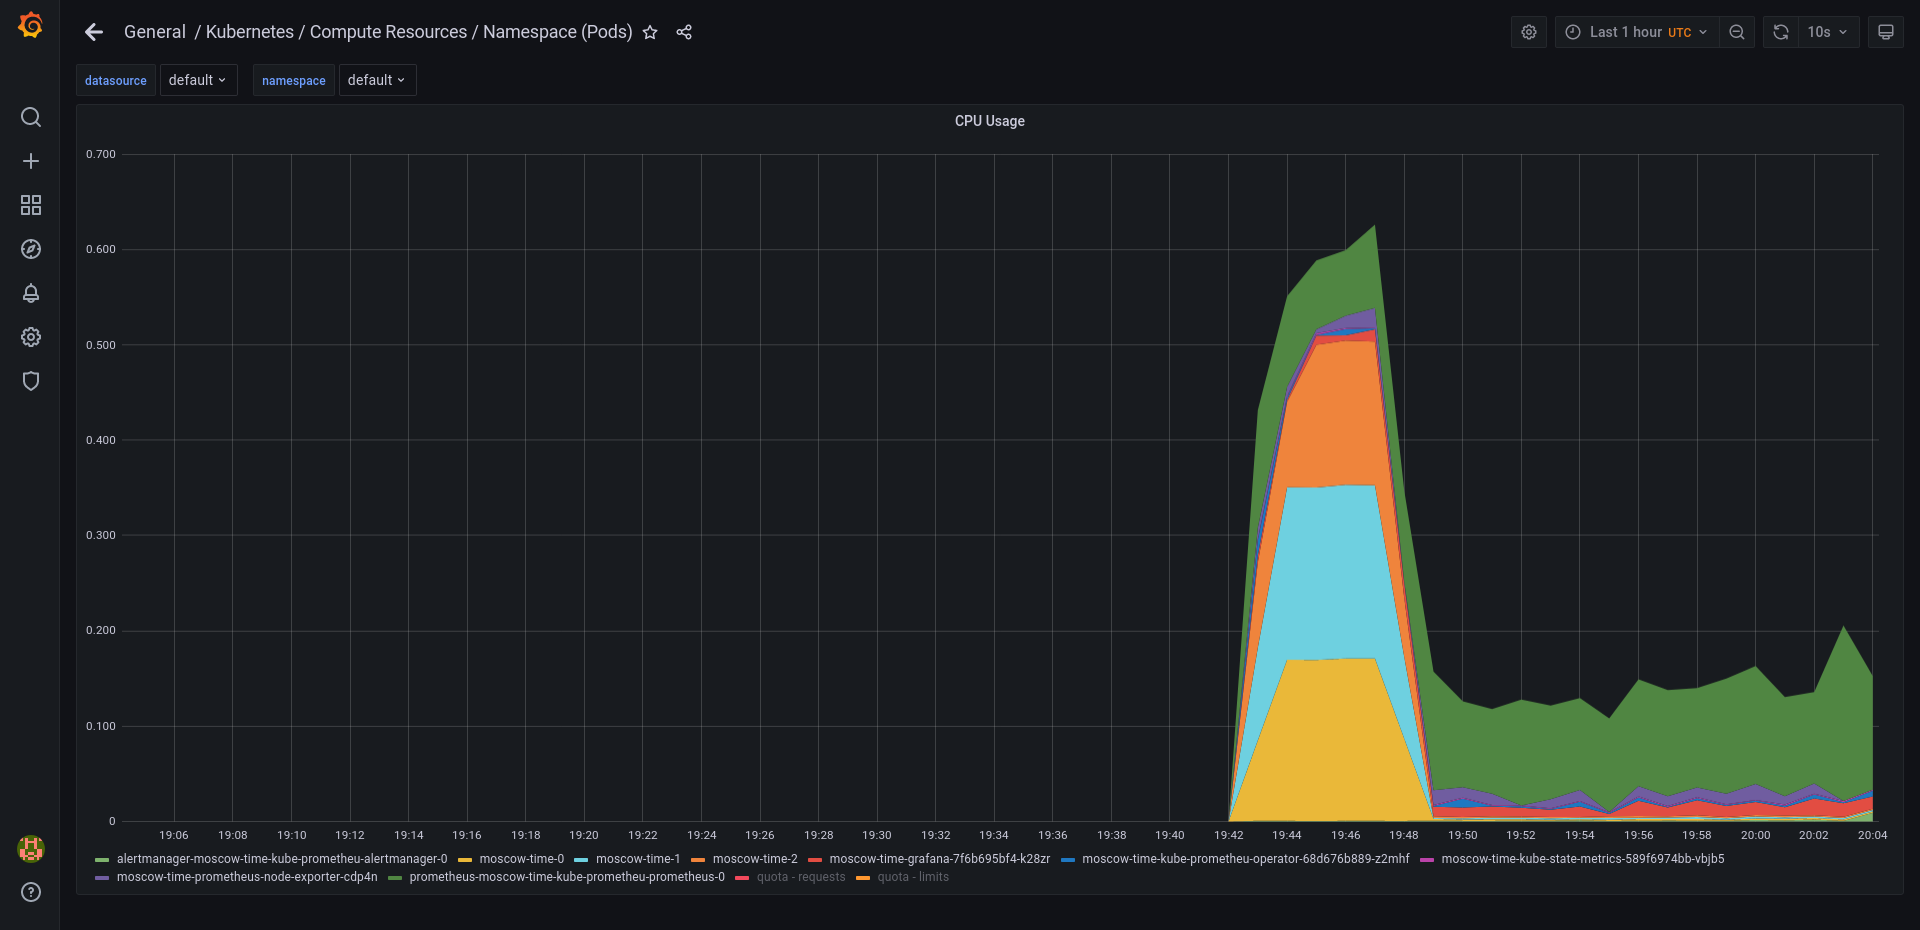 General / Kubernetes / Compute Resources / Namespace (Pods)
Last 1 hour UTC
10s
datasource default namespace default
CPU Usage
0.700
0.600
0.500
0.400
0.300
0.200
0.100
0
19:06 19:08 19:10 19:12 19:14 19:16 19:18 19:20 19:22 19:24 19:26 19:28 19:30 19:32 19:34 19:36 19:38 19:40 19:42 19:44 19:46 19:48 19:50 19:52 19:54 19:56 19:58 20:00 20:02 20:04
alertmanager-moscow-time-kube-prometheu-alertmanager-0 moscow-time-0 moscow-time-1 moscow-time-2 moscow-time-grafana-7f6b695bf4-k28zr moscow-time-kube-prometheu-operator-68d676b889-z2mhf moscow-time-kube-state-metrics-589f6974bb-vbjb5
moscow-time-prometheus-node-exporter-cdp4n prometheus-moscow-time-kube-prometheu-prometheus-0 quota - requests quota - limits